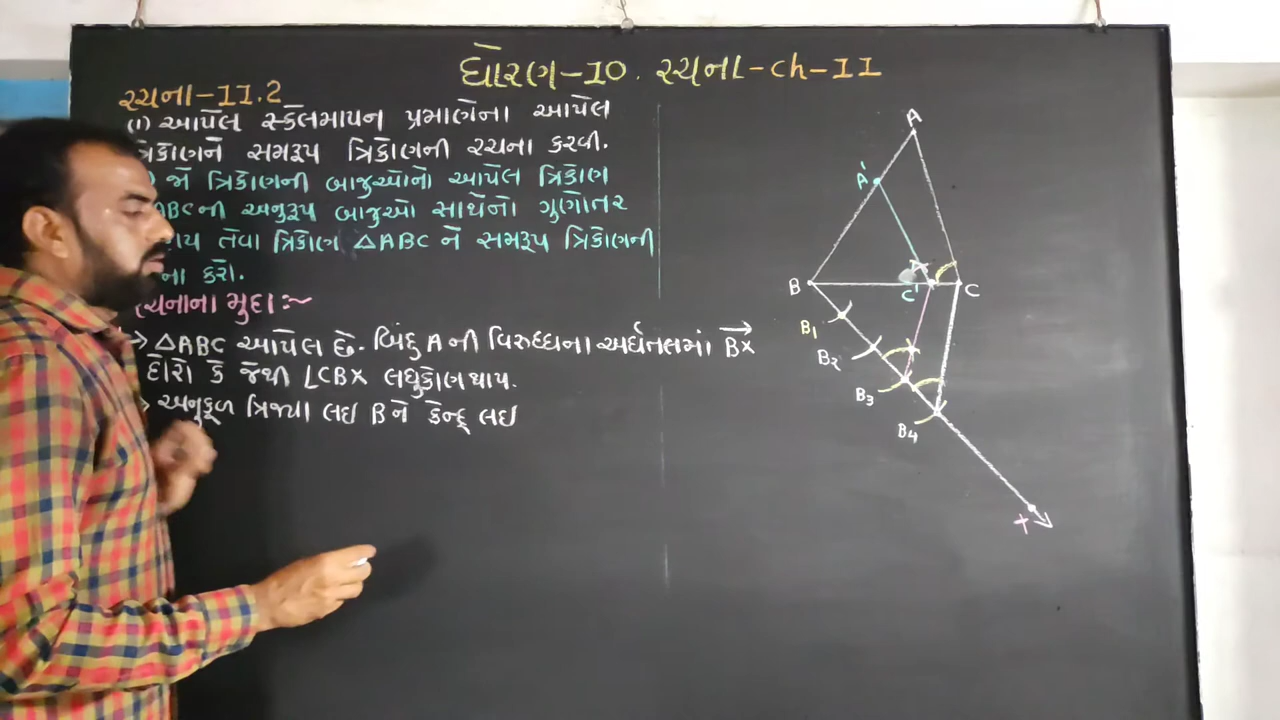 ધોરણ-10. રચના-ch-11
રચના-11.2
(1) આપેલ સ્કેલમાપન પ્રમાણેના આપેલ
ત્રિકોણને સમરૂપ ત્રિકોણની રચના કરવી.
જો ત્રિકોણની બાજુઓનો આપેલ ત્રિકોણ
ABCની અનુરૂપ બાજુઓ સાથેનો ગુણોતર
તેવા ત્રિકોણ △ABC ને સમરૂપ ત્રિકોણની
કરો.
રચનાના મુદ્દા:~
→ △ABC આપેલ છે. બિંદુ A ની વિરુધ્ધના અર્ધતલમાં BX
દોરો કે જેથી ∠CBX લઘુકોણ થાય.
→ અનુકૂળ ત્રિજ્યા લઇ B ને કેન્દ્ર લઇ
A
A'
B
C'
C
B1
B2
B3
B4